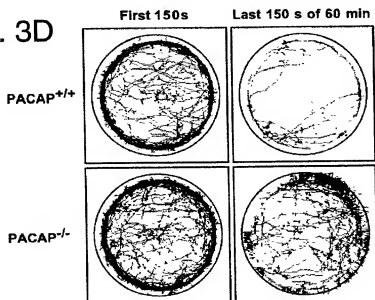 . 3D
First 150s Last 150 s of 60 min
PACAP+/+
PACAP-/-